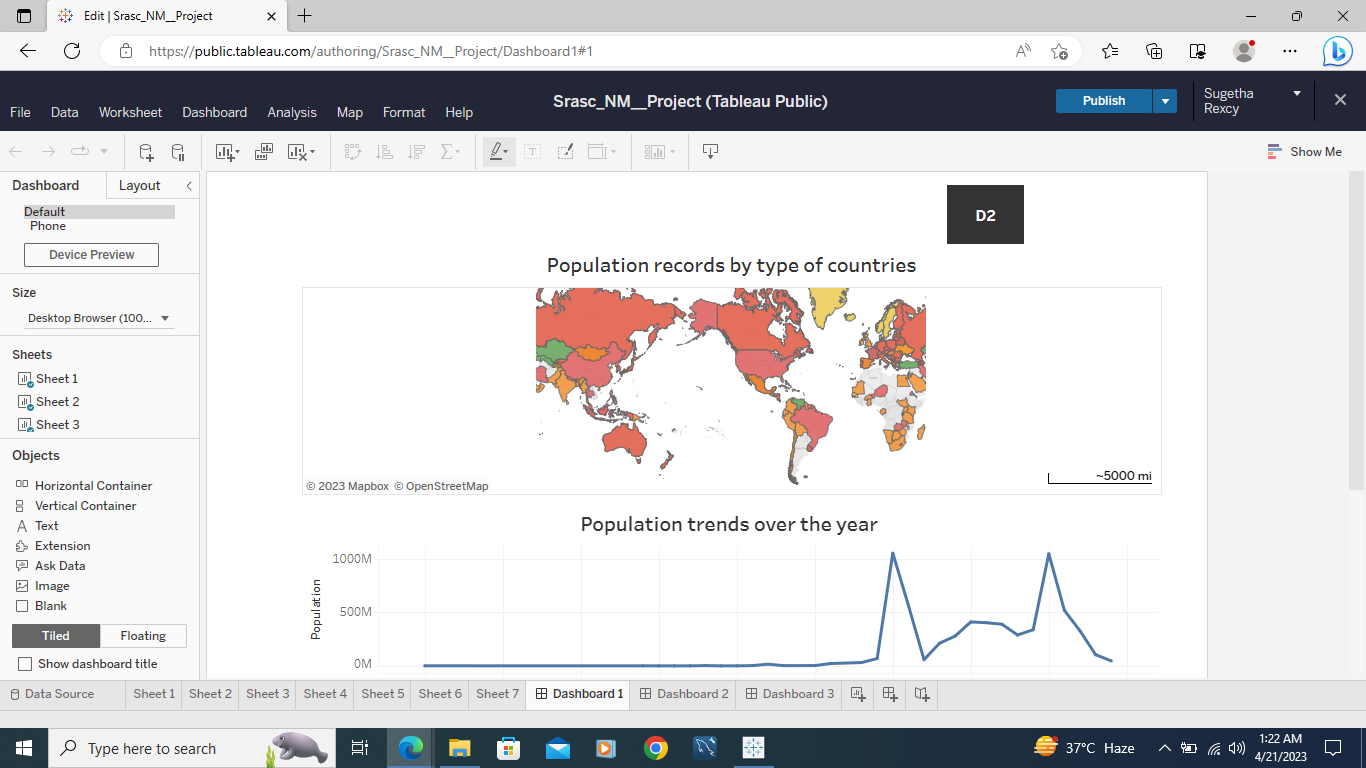 Edit | Srasc_NM__Project
https://public.tableau.com/authoring/Srasc_NM__Project/Dashboard1#1
File Data Worksheet Dashboard Analysis Map Format Help
Srasc_NM__Project (Tableau Public)
Publish
Sugetha
Rexcy
Show Me
Dashboard Layout
Default
Phone
Device Preview
Size
Desktop Browser (100...
Sheets
Sheet 1
Sheet 2
Sheet 3
Objects
Horizontal Container
Vertical Container
Text
Extension
Ask Data
Image
Blank
Tiled Floating
Show dashboard title
D2
Population records by type of countries
© 2023 Mapbox © OpenStreetMap
~5000 mi
Population trends over the year
Population
1000M
500M
0M
Data Source Sheet 1 Sheet 2 Sheet 3 Sheet 4 Sheet 5 Sheet 6 Sheet 7 Dashboard 1 Dashboard 2 Dashboard 3
Type here to search
37°C Haze
1:22 AM
4/21/2023